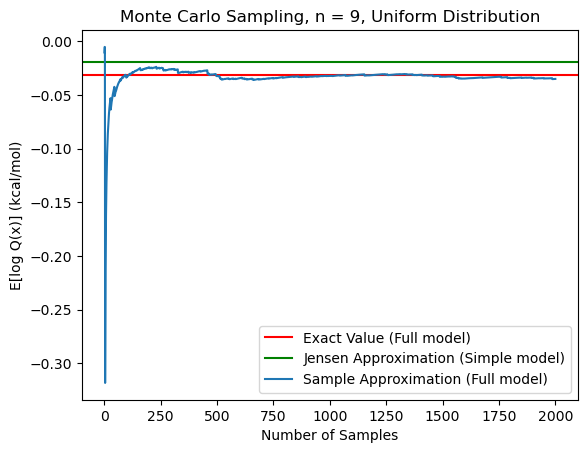 Monte Carlo Sampling, n = 9, Uniform Distribution
0.00
−0.05
−0.10
−0.15
−0.20
−0.25
−0.30
E[log Q(x)] (kcal/mol)
Exact Value (Full model)
Jensen Approximation (Simple model)
Sample Approximation (Full model)
0 250 500 750 1000 1250 1500 1750 2000
Number of Samples